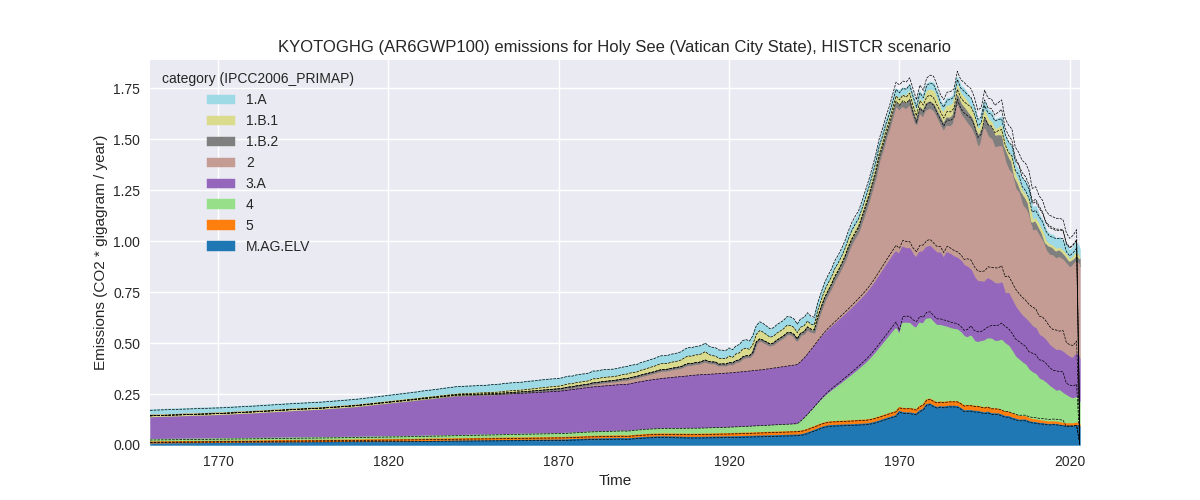 KYOTOGHG (AR6GWP100) emissions for Holy See (Vatican City State), HISTCR scenario
Emissions (CO2 * gigagram / year)
1.75
1.50
1.25
1.00
0.75
0.50
0.25
0.00
category (IPCC2006_PRIMAP)
1.A
1.B.1
1.B.2
2
3.A
4
5
M.AG.ELV
1770
1820
1870
1920
1970
2020
Time